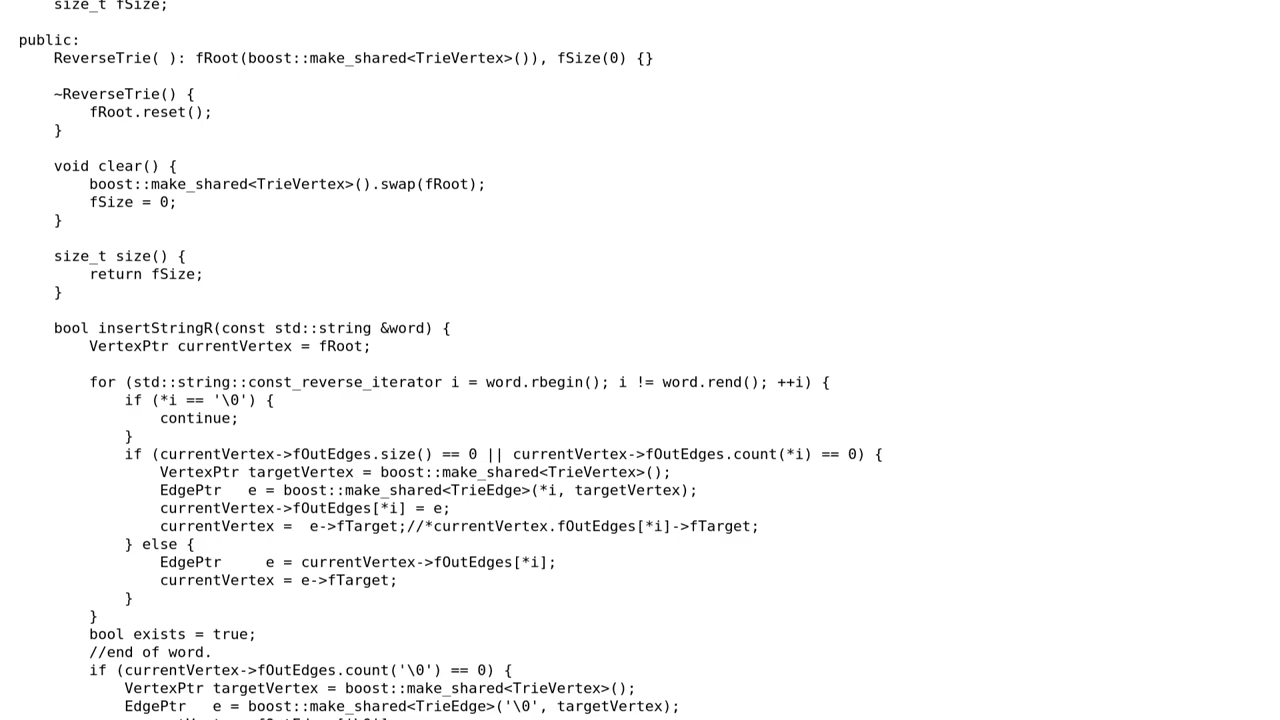 size_t fSize;

public:
    ReverseTrie( ): fRoot(boost::make_shared<TrieVertex>()), fSize(0) {}

    ~ReverseTrie() {
        fRoot.reset();
    }

    void clear() {
        boost::make_shared<TrieVertex>().swap(fRoot);
        fSize = 0;
    }

    size_t size() {
        return fSize;
    }

    bool insertStringR(const std::string &word) {
        VertexPtr currentVertex = fRoot;

        for (std::string::const_reverse_iterator i = word.rbegin(); i != word.rend(); ++i) {
            if (*i == '\0') {
                continue;
            }
            if (currentVertex->fOutEdges.size() == 0 || currentVertex->fOutEdges.count(*i) == 0) {
                VertexPtr targetVertex = boost::make_shared<TrieVertex>();
                EdgePtr   e = boost::make_shared<TrieEdge>(*i, targetVertex);
                currentVertex->fOutEdges[*i] = e;
                currentVertex =  e->fTarget;//*currentVertex.fOutEdges[*i]->fTarget;
            } else {
                EdgePtr     e = currentVertex->fOutEdges[*i];
                currentVertex = e->fTarget;
            }
        }
        bool exists = true;
        //end of word.
        if (currentVertex->fOutEdges.count('\0') == 0) {
            VertexPtr targetVertex = boost::make_shared<TrieVertex>();
            EdgePtr   e = boost::make_shared<TrieEdge>('\0', targetVertex);